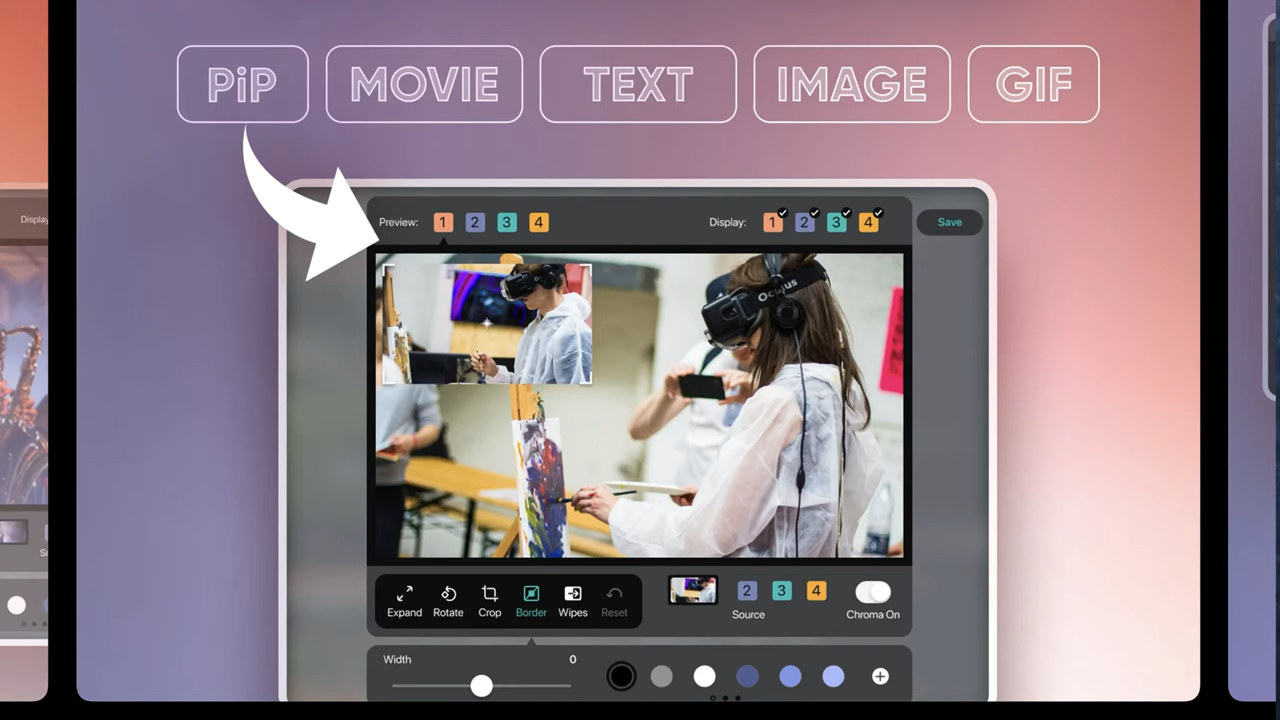 PiP MOVIE TEXT IMAGE GIF
Display
Preview: 1 2 3 4 Display: 1 2 3 4 Save
Oculus
Expand Rotate Crop Border Wipes Reset
2 3 4
Source
Chroma On
Width 0